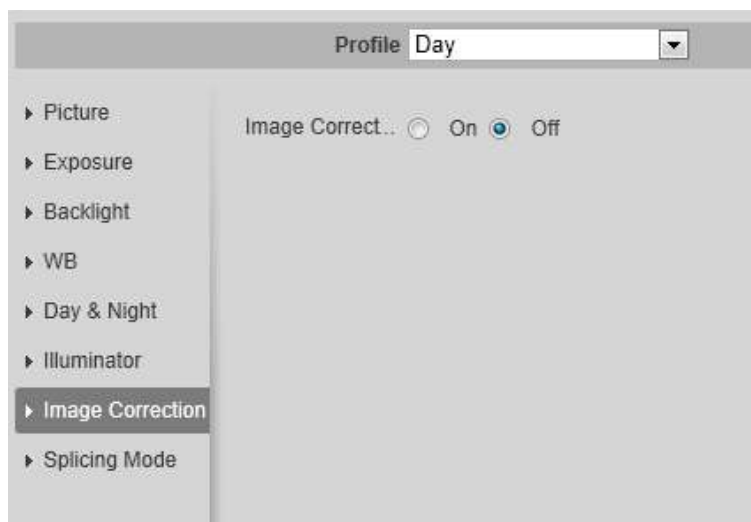 Profile Day
Picture
Image Correct.. On Off
Exposure
Backlight
WB
Day & Night
Illuminator
Image Correction
Splicing Mode